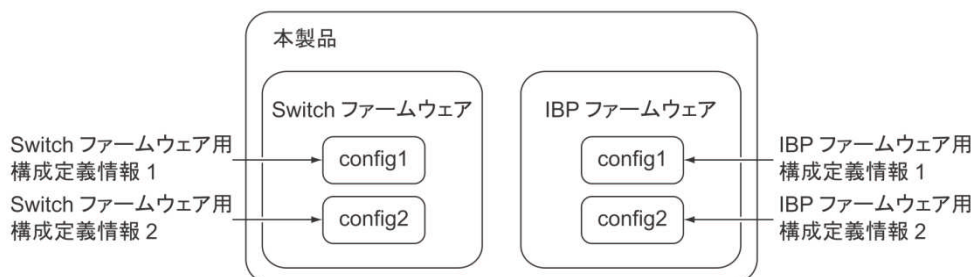 本製品
Switch ファームウェア
IBP ファームウェア
Switch ファームウェア用
構成定義情報 1
config1
config1
IBP ファームウェア用
構成定義情報 1
Switch ファームウェア用
構成定義情報 2
config2
config2
IBP ファームウェア用
構成定義情報 2